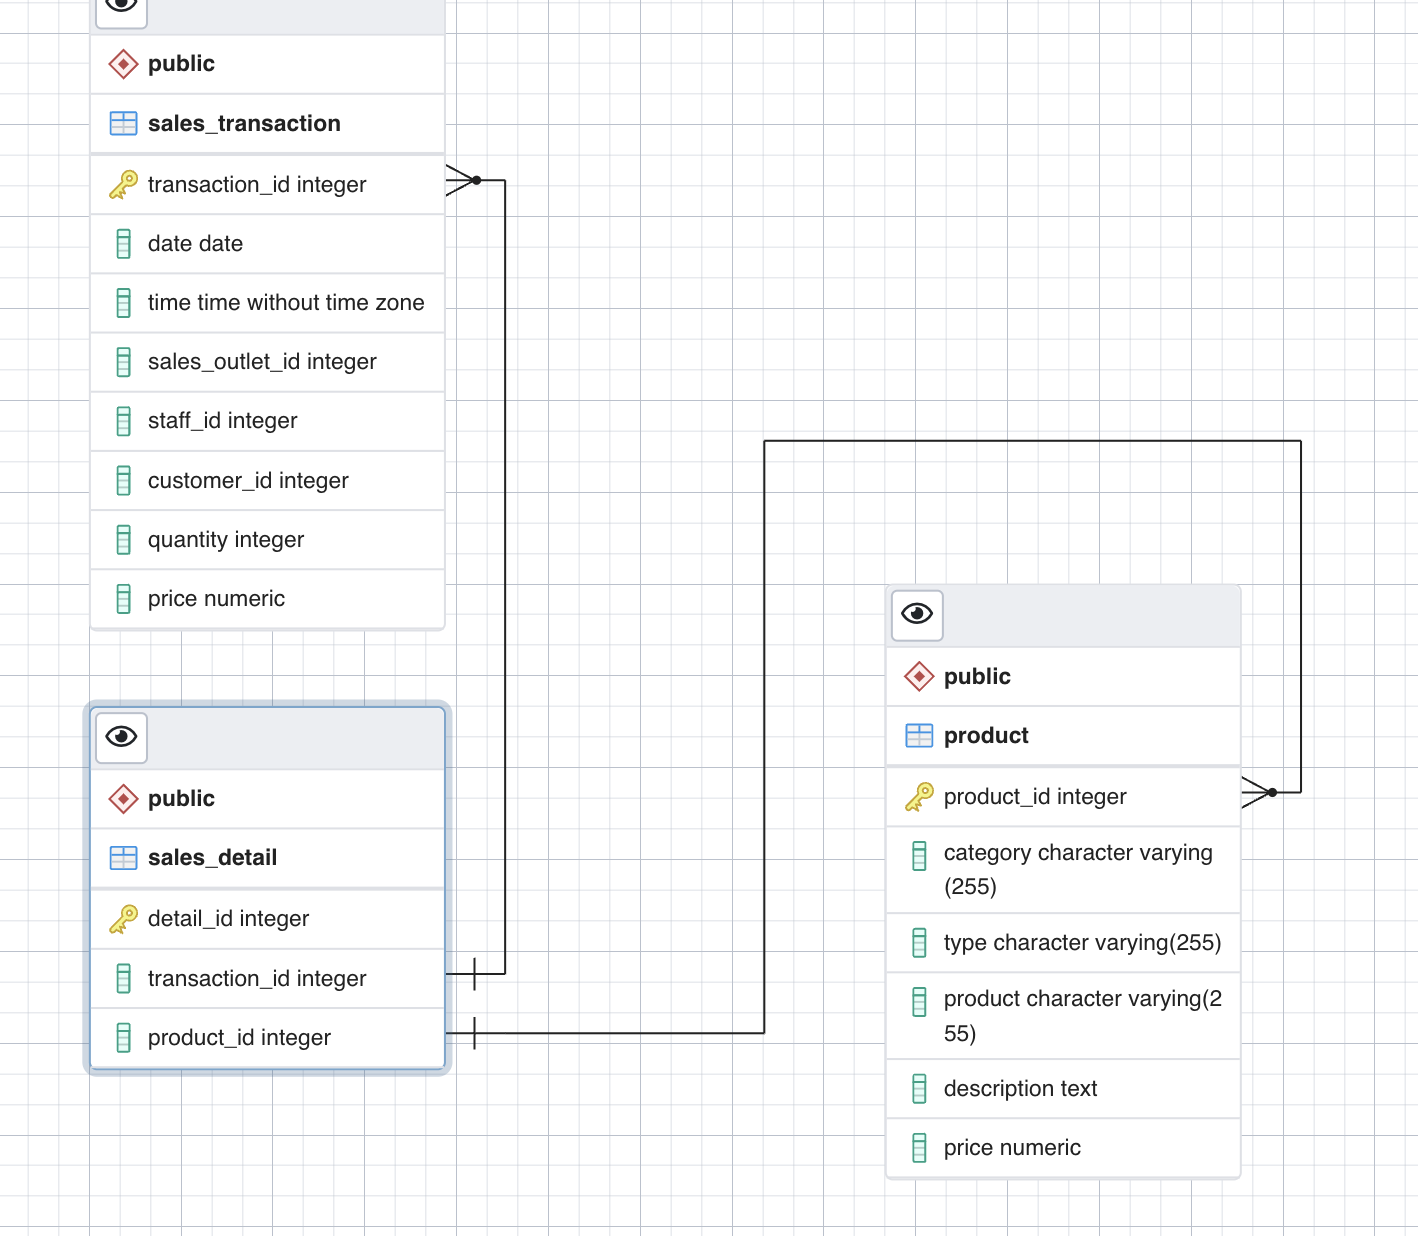 public
sales_transaction
transaction_id integer
date date
time time without time zone
sales_outlet_id integer
staff_id integer
customer_id integer
quantity integer
price numeric
public
sales_detail
detail_id integer
transaction_id integer
product_id integer
public
product
product_id integer
category character varying
(255)
type character varying(255)
product character varying(2
55)
description text
price numeric